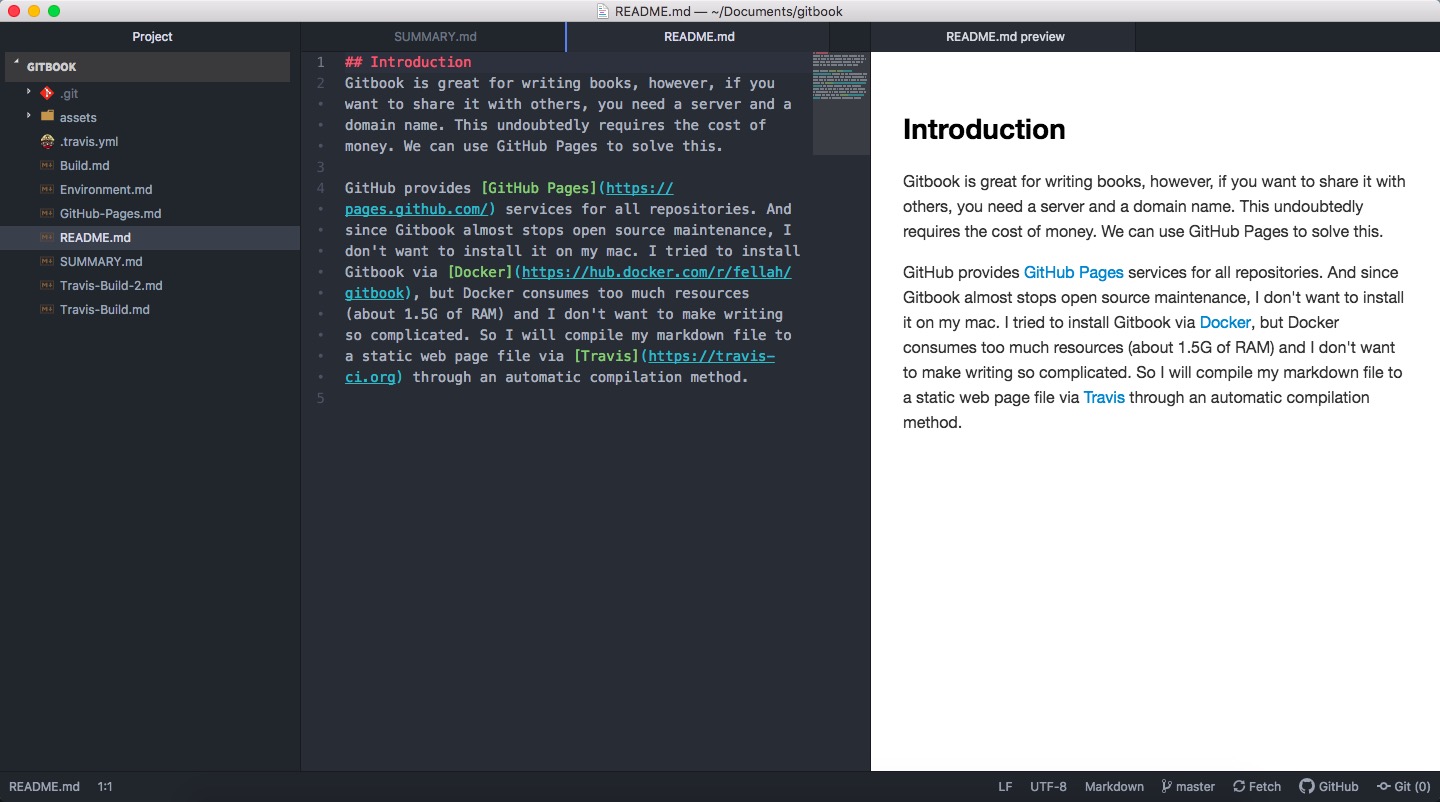 README.md — ~/Documents/gitbook
Project
GITBOOK
.git
assets
.travis.yml
Build.md
Environment.md
GitHub-Pages.md
README.md
SUMMARY.md
Travis-Build-2.md
Travis-Build.md
SUMMARY.md
README.md
1 ## Introduction
2 Gitbook is great for writing books, however, if you
• want to share it with others, you need a server and a
• domain name. This undoubtedly requires the cost of
• money. We can use GitHub Pages to solve this.
3
4 GitHub provides [GitHub Pages](https://
• pages.github.com/) services for all repositories. And
• since Gitbook almost stops open source maintenance, I
• don't want to install it on my mac. I tried to install
• Gitbook via [Docker](https://hub.docker.com/r/fellah/
• gitbook), but Docker consumes too much resources
• (about 1.5G of RAM) and I don't want to make writing
• so complicated. So I will compile my markdown file to
• a static web page file via [Travis](https://travis-
• ci.org) through an automatic compilation method.
5
README.md preview
Introduction
Gitbook is great for writing books, however, if you want to share it with
others, you need a server and a domain name. This undoubtedly
requires the cost of money. We can use GitHub Pages to solve this.
GitHub provides GitHub Pages services for all repositories. And since
Gitbook almost stops open source maintenance, I don't want to install
it on my mac. I tried to install Gitbook via Docker, but Docker
consumes too much resources (about 1.5G of RAM) and I don't want
to make writing so complicated. So I will compile my markdown file to
a static web page file via Travis through an automatic compilation
method.
README.md 1:1
LF UTF-8 Markdown master Fetch GitHub Git (0)